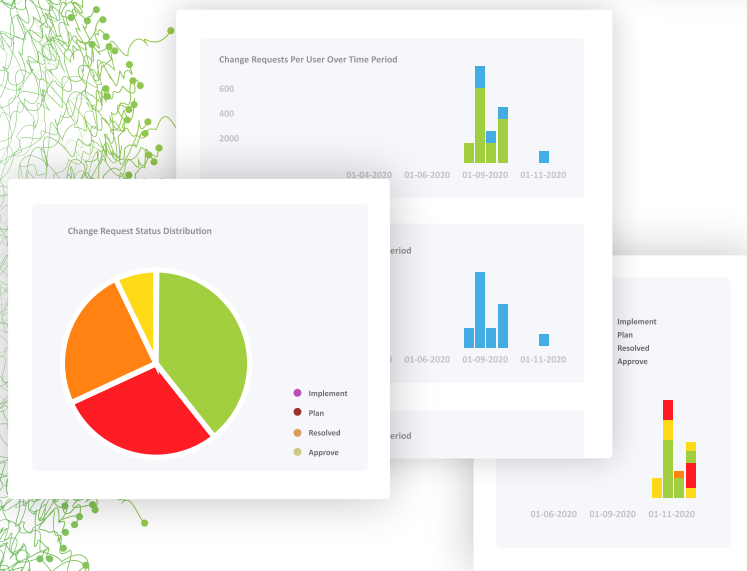 Change Requests Per User Over Time Period
600
400
2000
01-04-2020 01-06-2020 01-09-2020 01-11-2020
Change Request Status Distribution
Implement
Plan
Resolved
Approve
eriod
01-06-2020 01-09-2020 01-11-2020
eriod
Implement
Plan
Resolved
Approve
01-06-2020 01-09-2020 01-11-2020